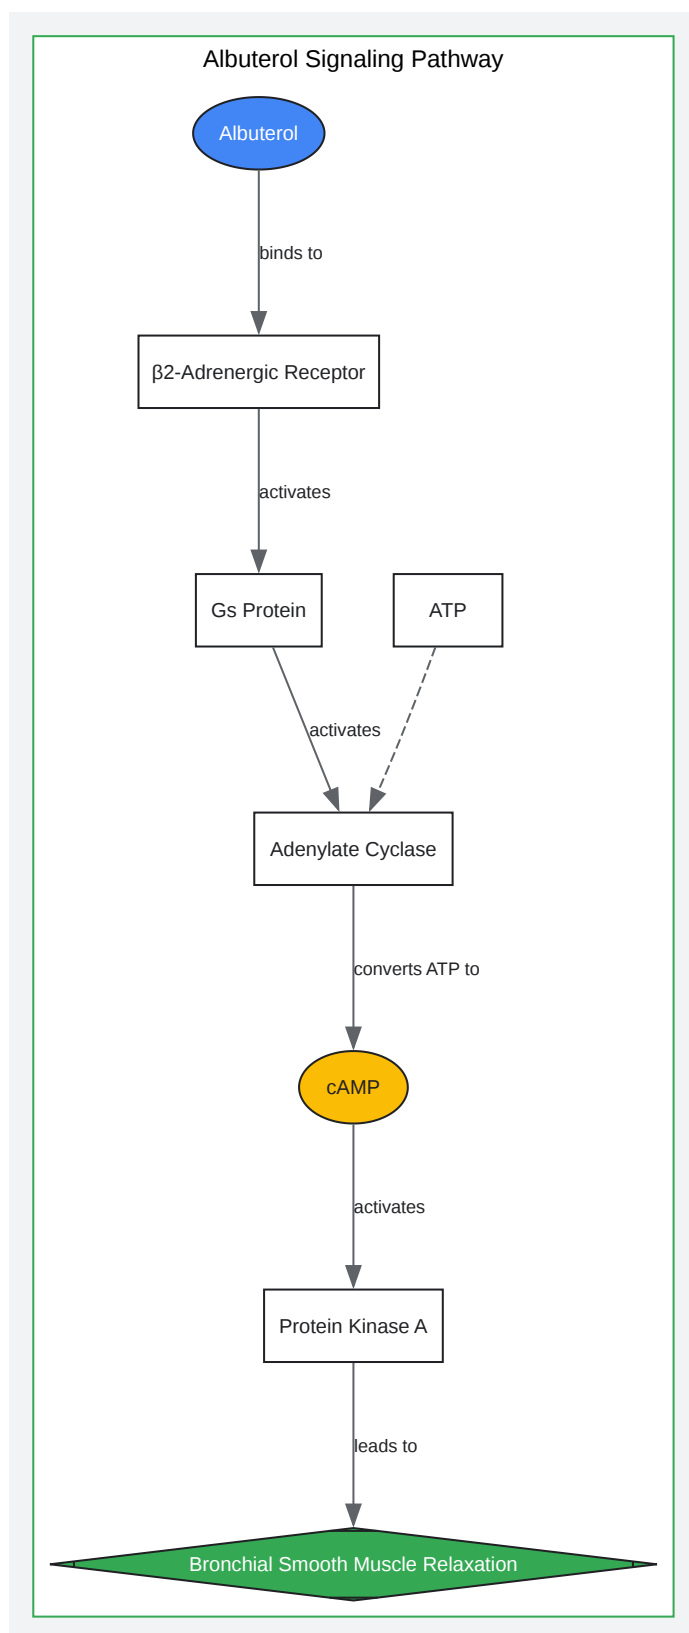 Albuterol Signaling Pathway
Albuterol
binds to
β2-Adrenergic Receptor
activates
Gs Protein
ATP
activates
Adenylate Cyclase
converts ATP to
cAMP
activates
Protein Kinase A
leads to
Bronchial Smooth Muscle Relaxation